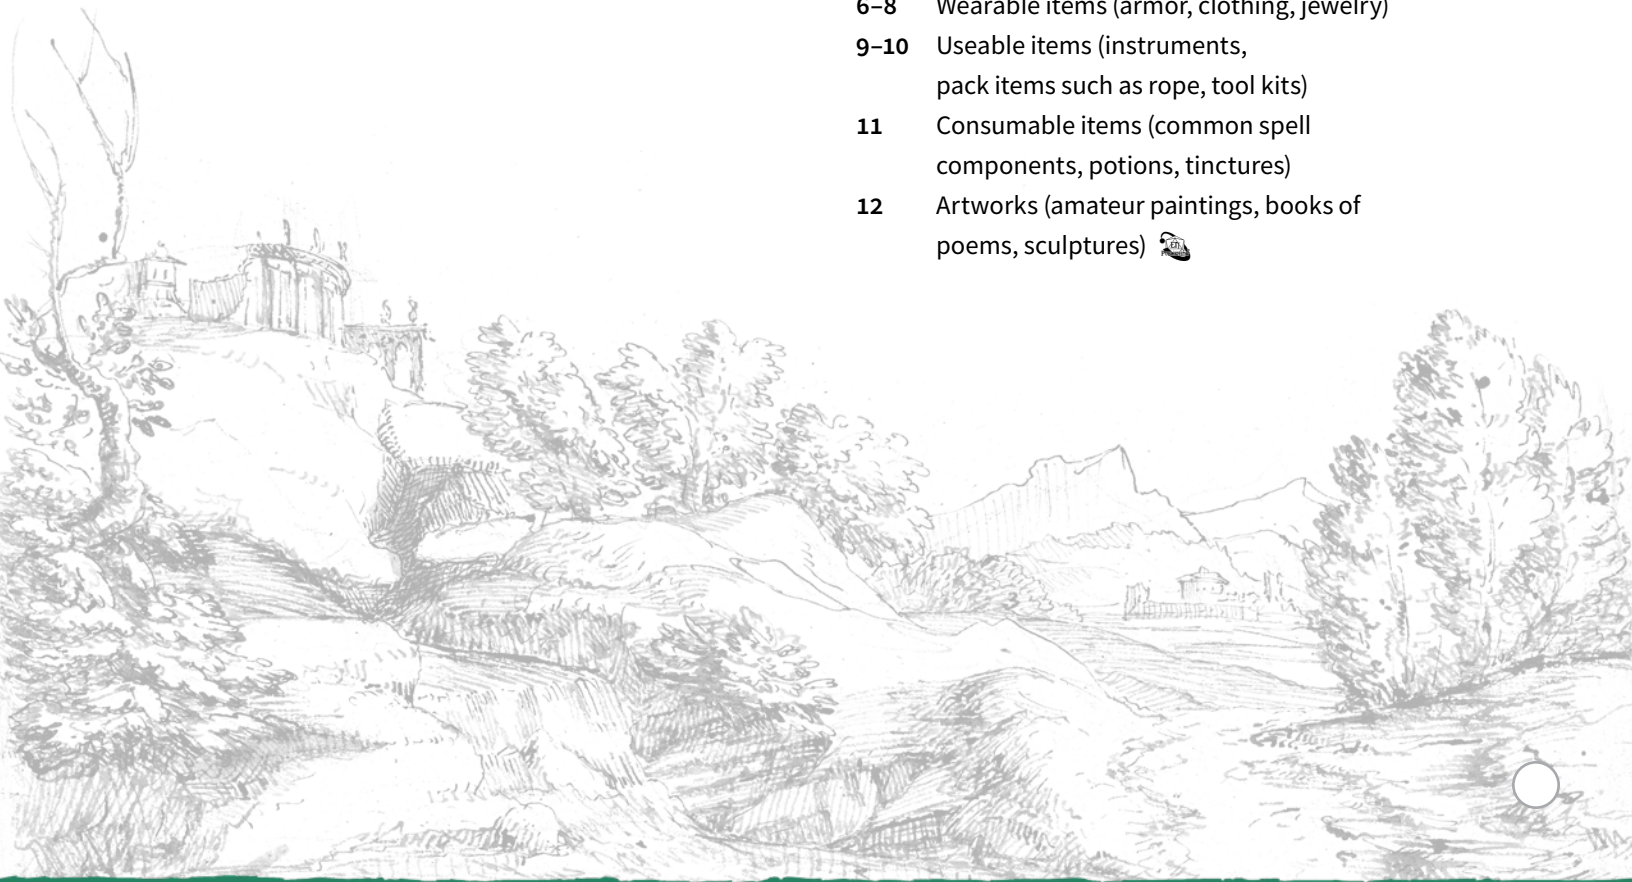 6–8 Wearable items (armor, clothing, jewelry)
9–10 Useable items (instruments,
pack items such as rope, tool kits)
11 Consumable items (common spell
components, potions, tinctures)
12 Artworks (amateur paintings, books of
poems, sculptures)